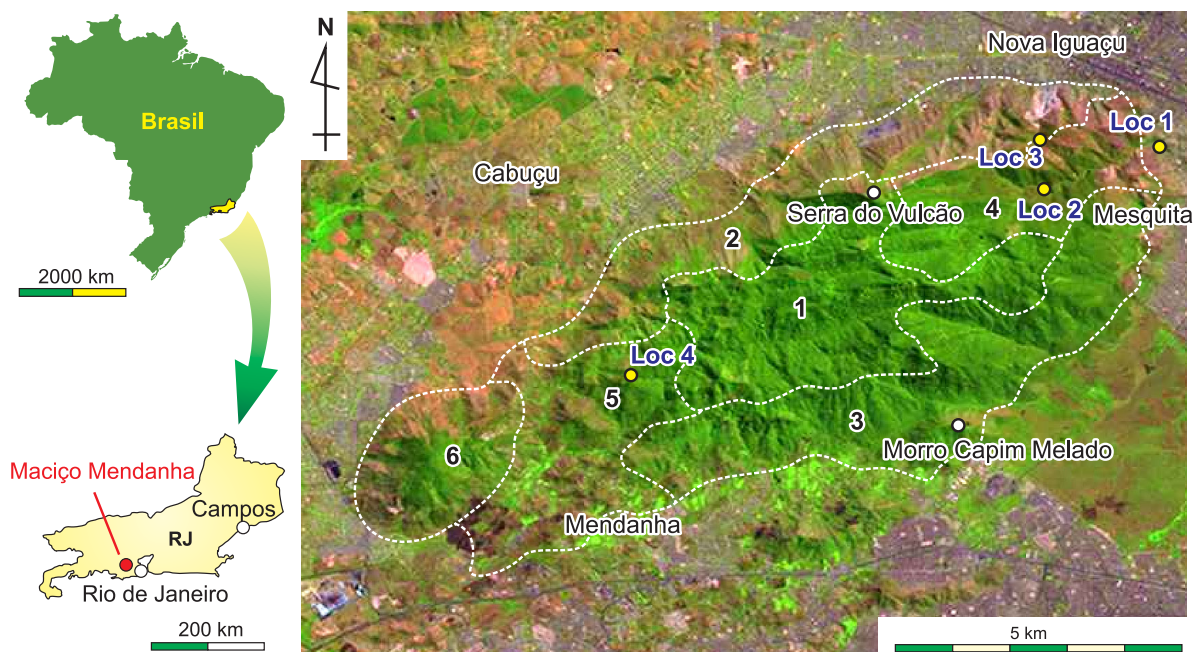 Brasil
2000 km
Maciço Mendanha
Campos
RJ
Rio de Janeiro
200 km
N
Nova Iguaçu
Loc 1
Loc 3
Cabuçu
Serra do Vulcão
4
Loc 2
Mesquita
2
1
Loc 4
5
3
6
Morro Capim Melado
Mendanha
5 km